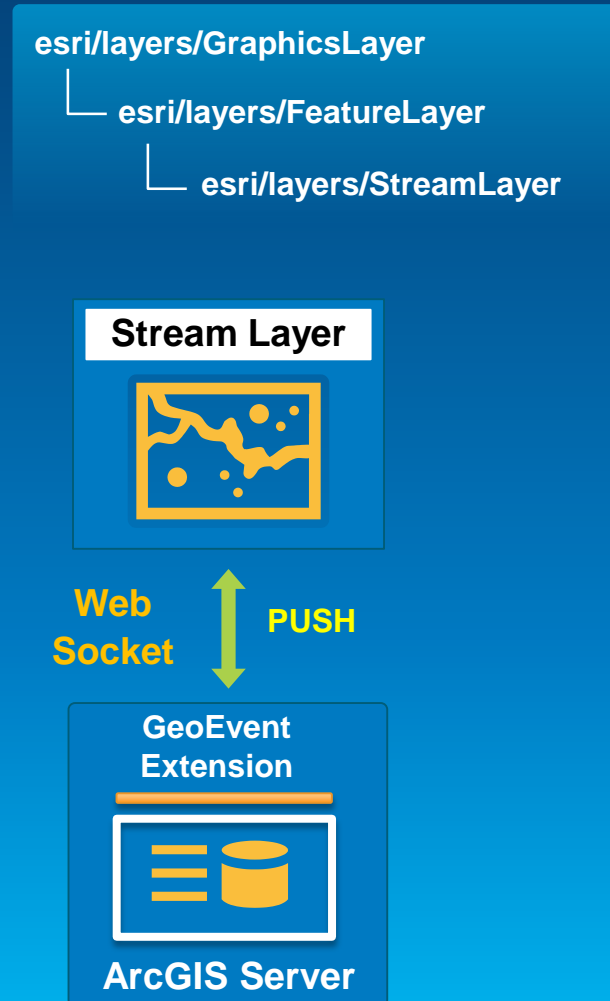 esri/layers/GraphicsLayer
esri/layers/FeatureLayer
esri/layers/StreamLayer
Stream Layer
Web
Socket
PUSH
GeoEvent
Extension
ArcGIS Server